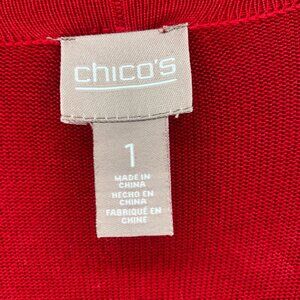 chico's
1
MADE IN
CHINA
HECHO EN
CHINA
FABRIQUÉ EN
CHINE